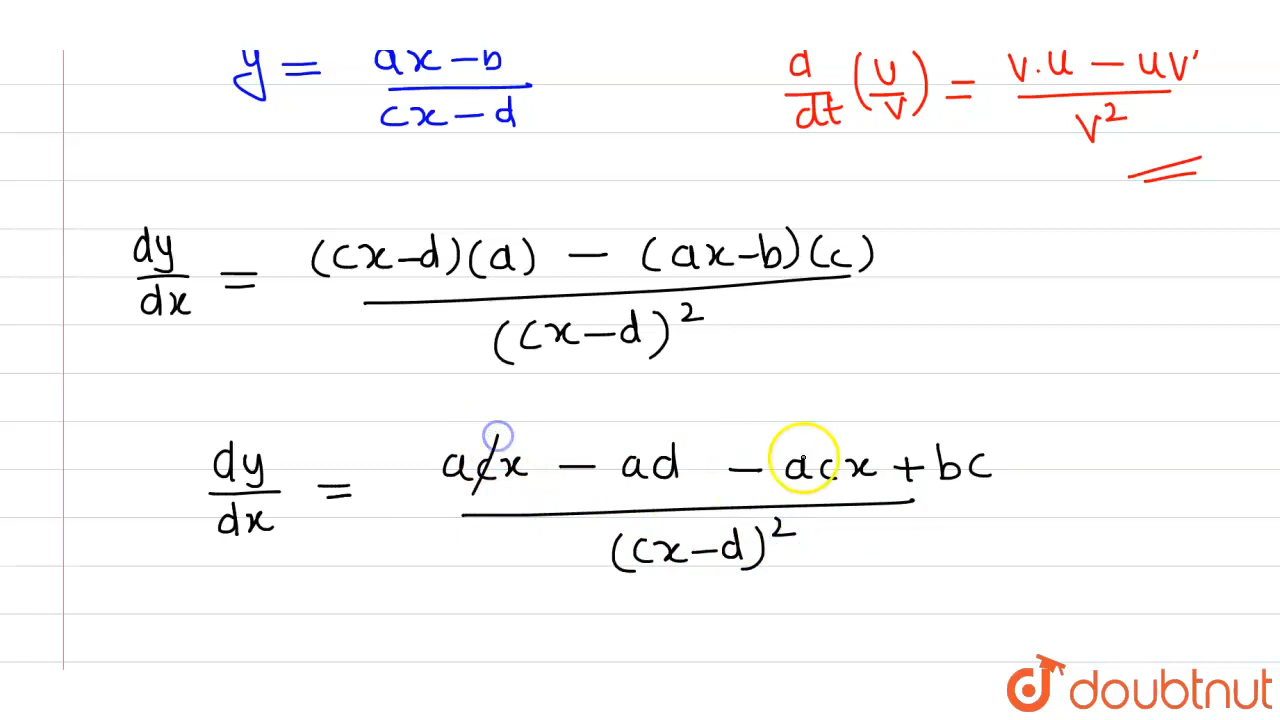 y = (ax-b)/(cx-d)
d/dt (u/v) = (v.u - uv')/v²
dy/dx = ((cx-d)(a) - (ax-b)(c))/((cx-d)²)
dy/dx = (acx - ad - acx + bc)/((cx-d)²)
doubtnut